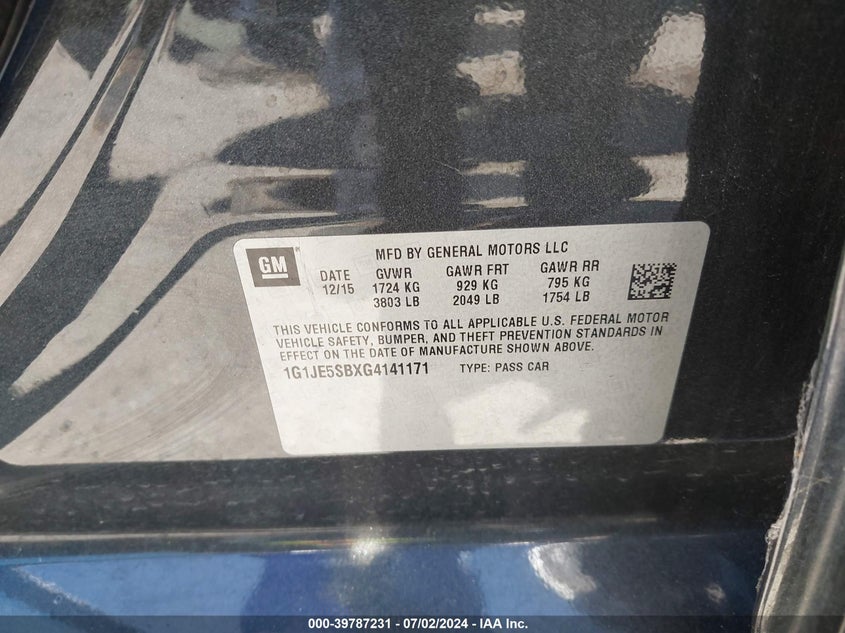 GM
MFD BY GENERAL MOTORS LLC
DATE GVWR GAWR FRT GAWR RR
12/15 1724 KG 929 KG 795 KG
3803 LB 2049 LB 1754 LB
THIS VEHICLE CONFORMS TO ALL APPLICABLE U.S. FEDERAL MOTOR
VEHICLE SAFETY, BUMPER, AND THEFT PREVENTION STANDARDS IN
EFFECT ON THE DATE OF MANUFACTURE SHOWN ABOVE.
1G1JE5SBXG4141171 TYPE: PASS CAR
000-39787231 - 07/02/2024 - IAA Inc.